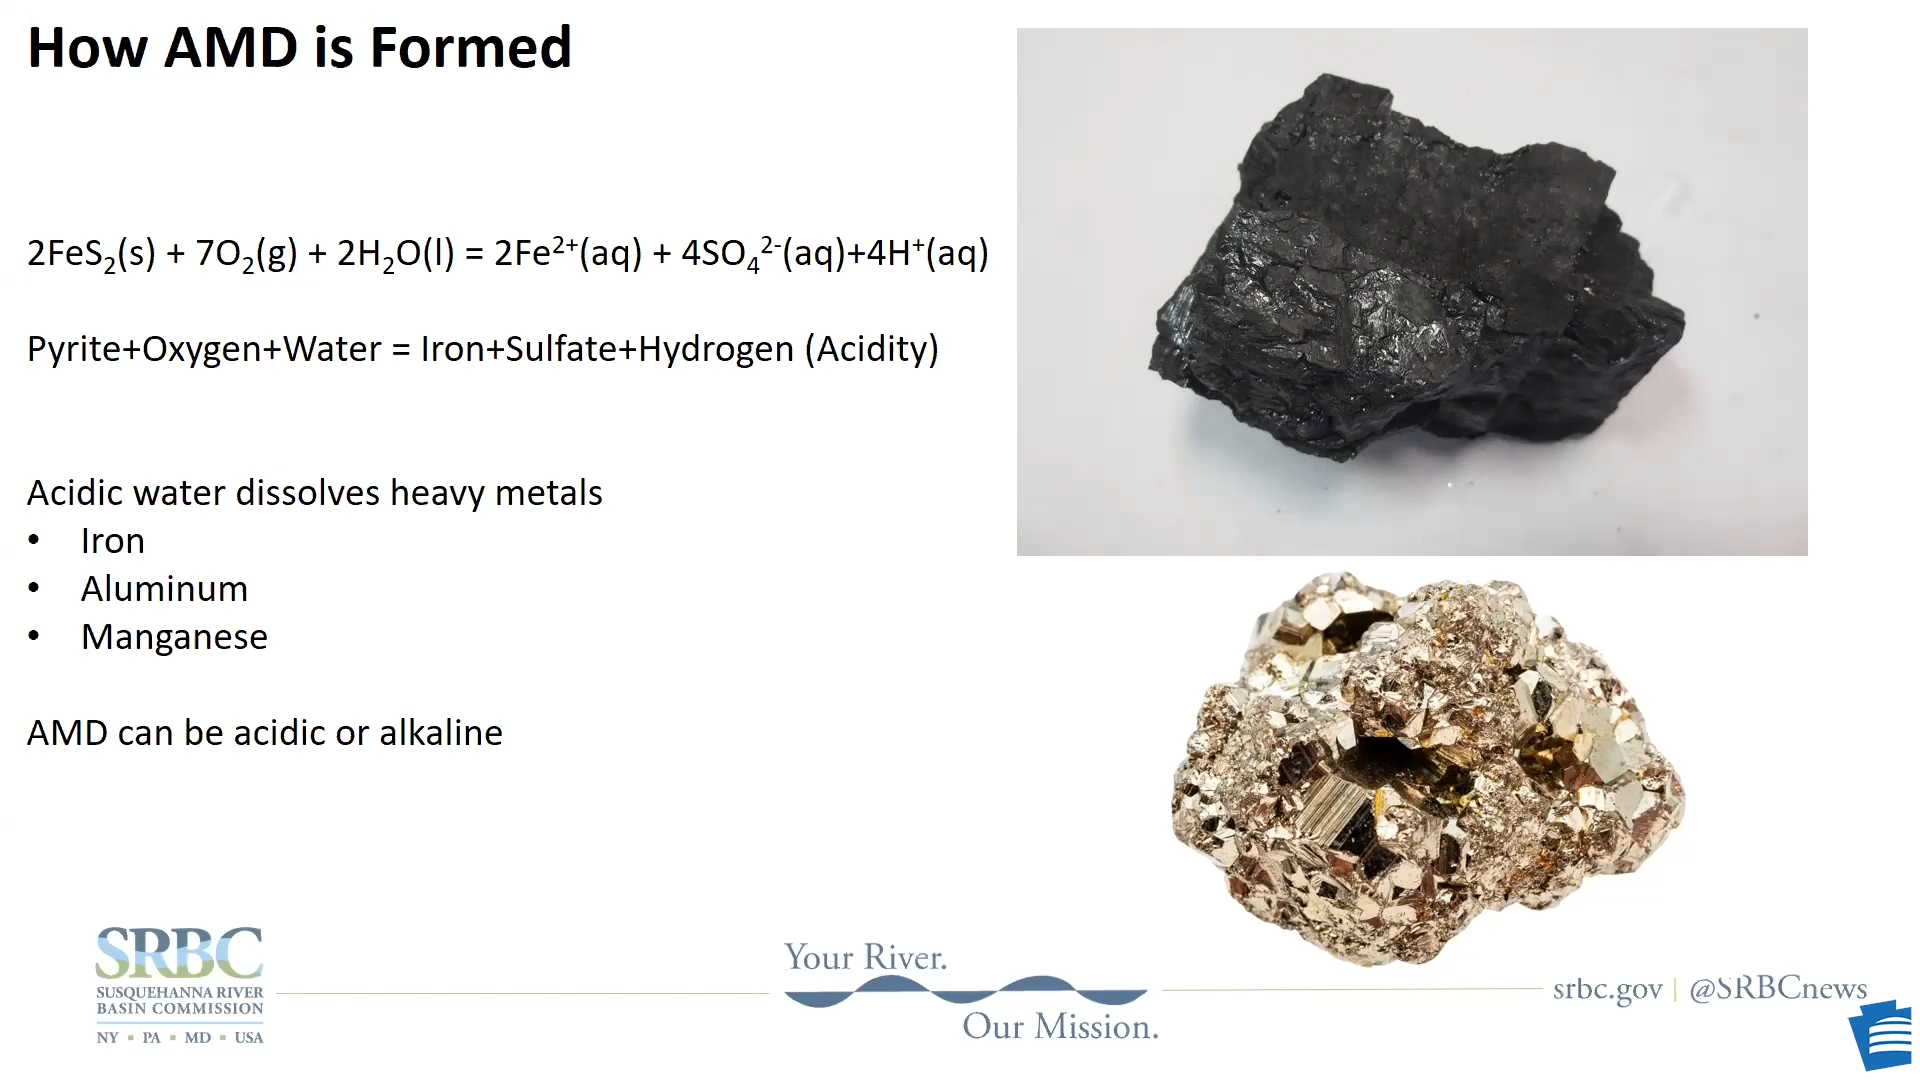 How AMD is Formed
2FeS₂(s) + 7O₂(g) + 2H₂O(l) = 2Fe²⁺(aq) + 4SO₄²⁻(aq)+4H⁺(aq)
Pyrite+Oxygen+Water = Iron+Sulfate+Hydrogen (Acidity)
Acidic water dissolves heavy metals
• Iron
• Aluminum
• Manganese
AMD can be acidic or alkaline
SRBC
SUSQUEHANNA RIVER
BASIN COMMISSION
NY ▪ PA ▪ MD ▪ USA
Your River.
Our Mission.
srbc.gov | @SRBCnews